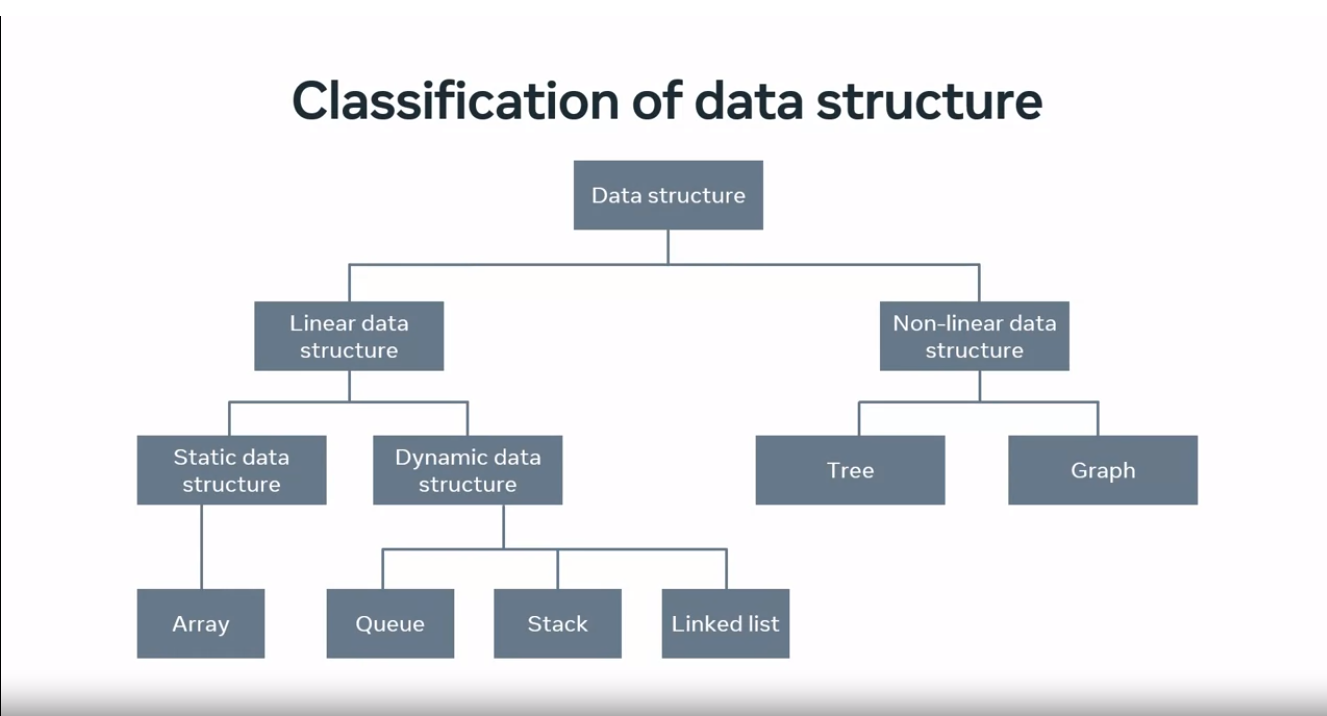 Classification of data structure
Data structure
Linear data
structure
Non-linear data
structure
Static data
structure
Dynamic data
structure
Tree
Graph
Array
Queue
Stack
Linked list